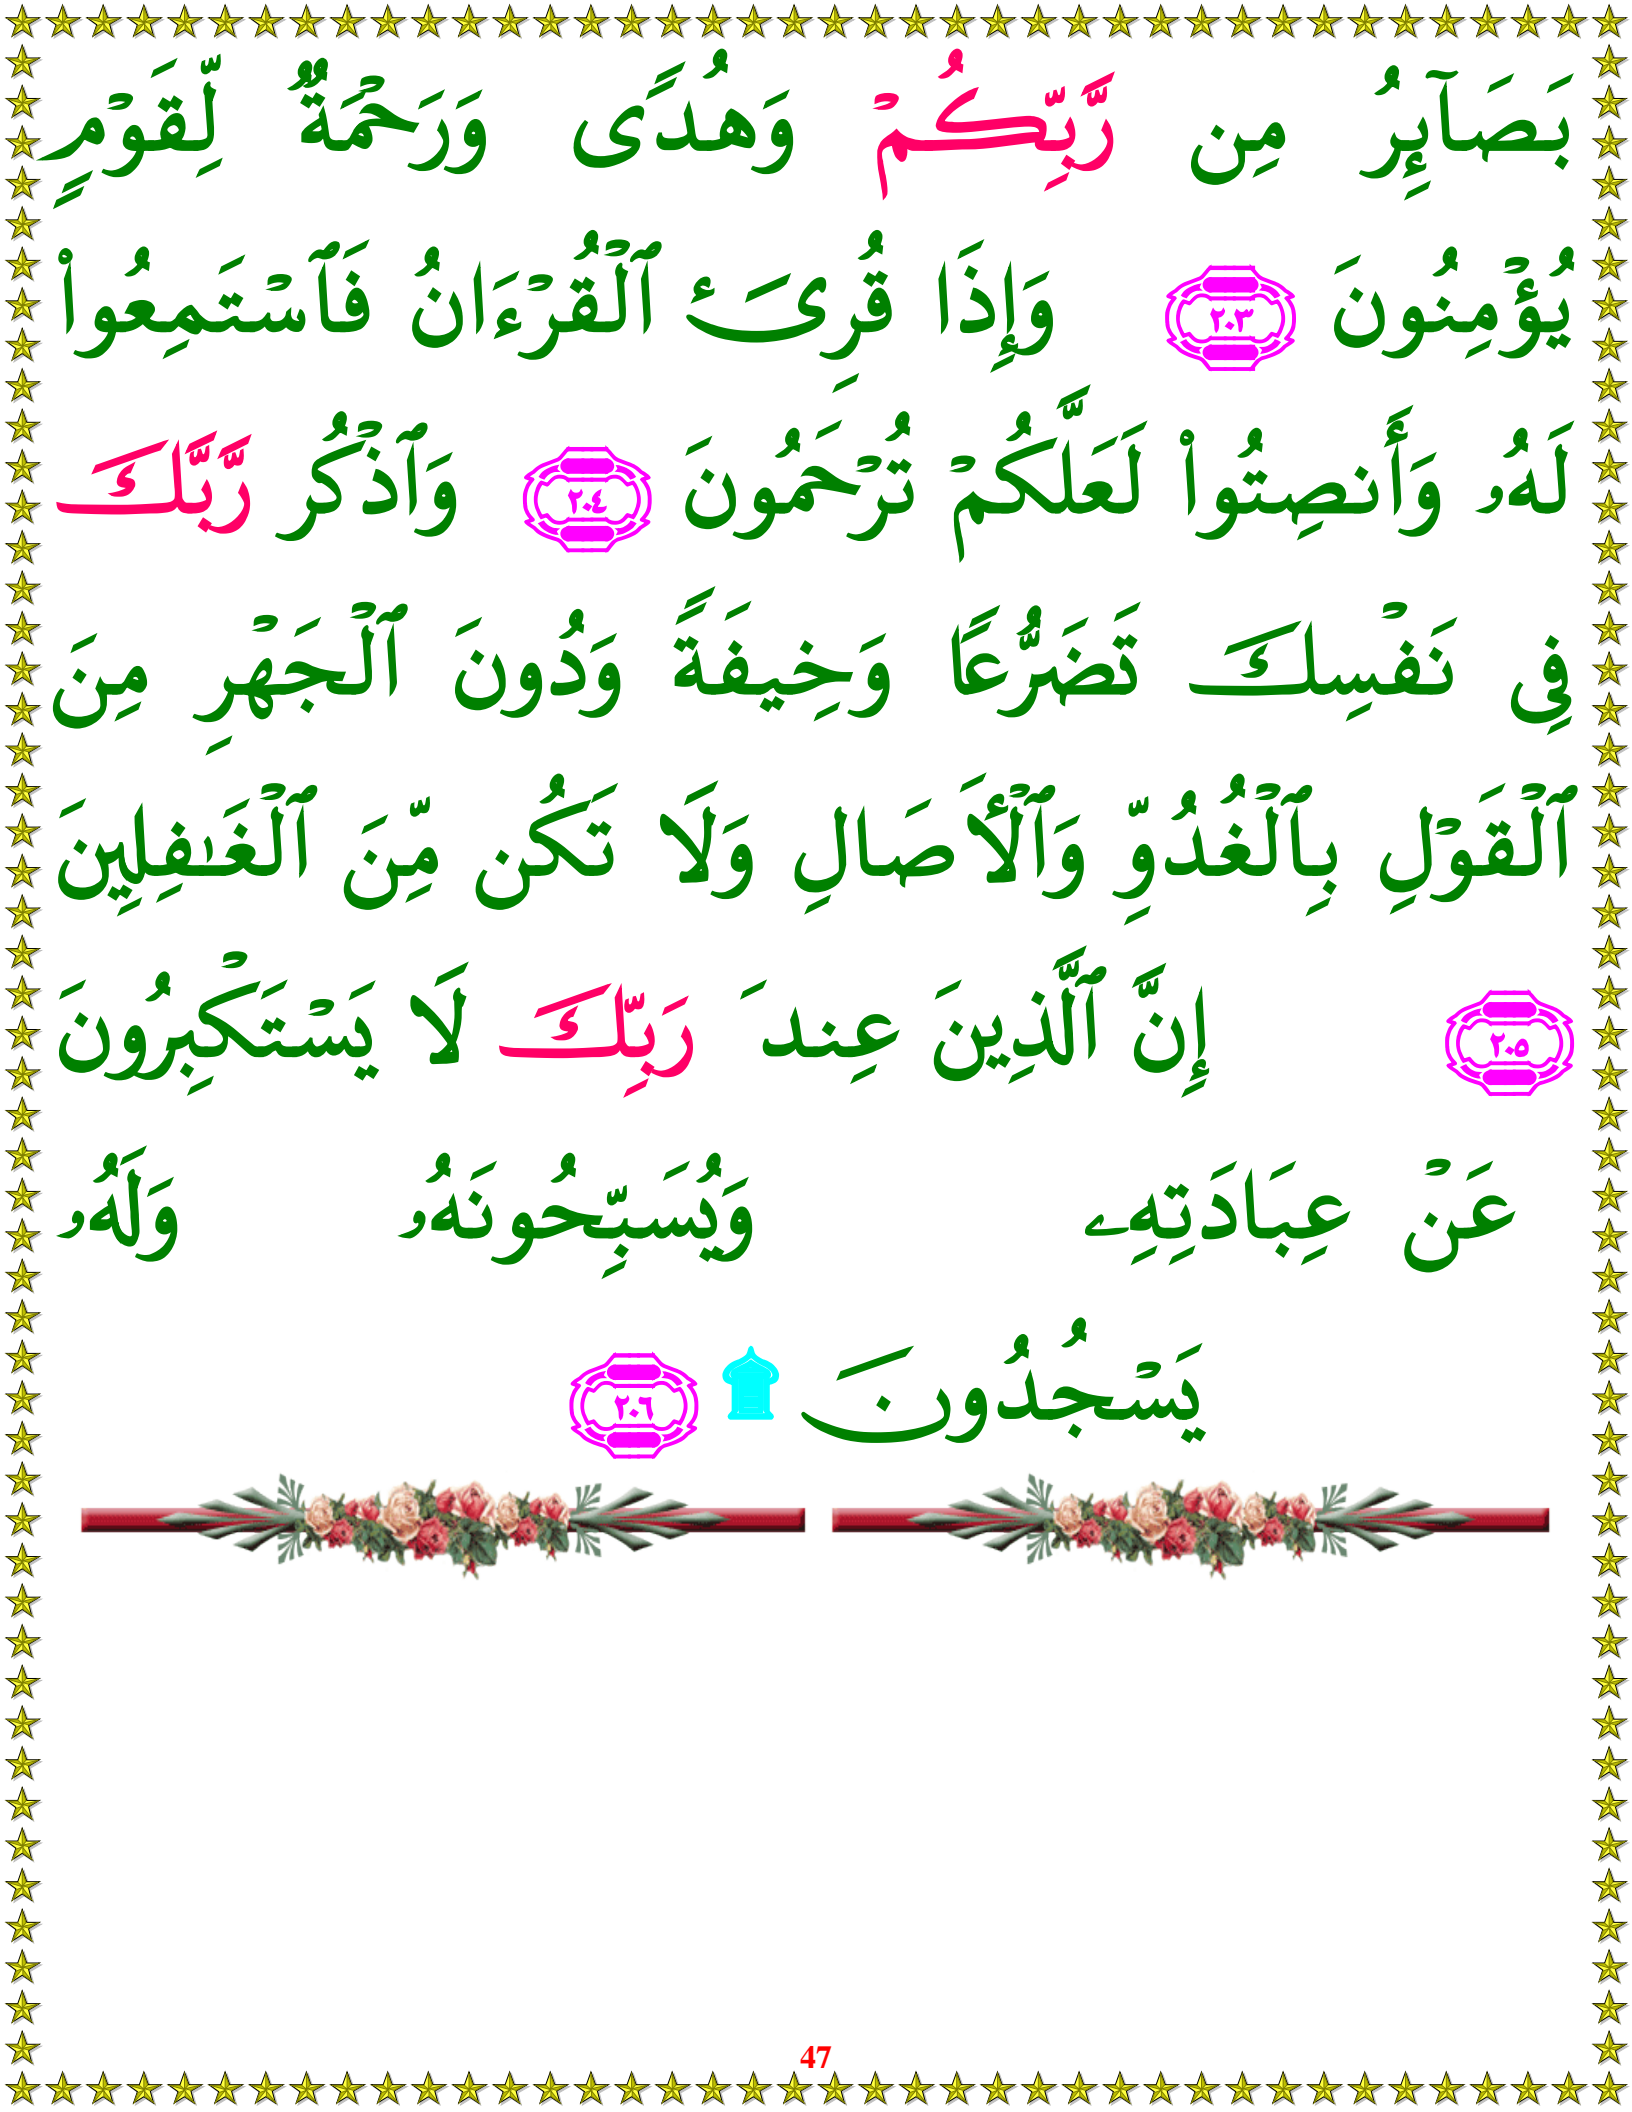 بَصَآئِرُ مِن رَّبِّكُمْ وَهُدًى وَرَحْمَةٌ لِّقَوْمٍ
يُؤْمِنُونَ ٢٠٣ وَإِذَا قُرِىَٔ ٱلْقُرْءَانُ فَٱسْتَمِعُوا۟
لَهُۥ وَأَنصِتُوا۟ لَعَلَّكُمْ تُرْحَمُونَ ٢٠٤ وَٱذْكُر رَّبَّكَ
فِى نَفْسِكَ تَضَرُّعًا وَخِيفَةً وَدُونَ ٱلْجَهْرِ مِنَ
ٱلْقَوْلِ بِٱلْغُدُوِّ وَٱلْأَصَالِ وَلَا تَكُن مِّنَ ٱلْغَـٰفِلِينَ
٢٠٥ إِنَّ ٱلَّذِينَ عِندَ رَبِّكَ لَا يَسْتَكْبِرُونَ
عَنْ عِبَادَتِهِۦ وَيُسَبِّحُونَهُۥ وَلَهُۥ
يَسْجُدُونَ ۩ ٢٠٦
47